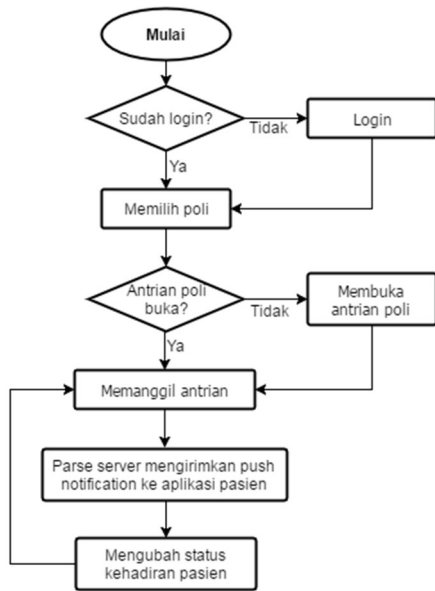 Mulai
Sudah login?
Tidak
Login
Ya
Memilih poli
Antrian poli
buka?
Tidak
Membuka
antrian poli
Ya
Memanggil antrian
Parse server mengirimkan push
notification ke aplikasi pasien
Mengubah status
kehadiran pasien